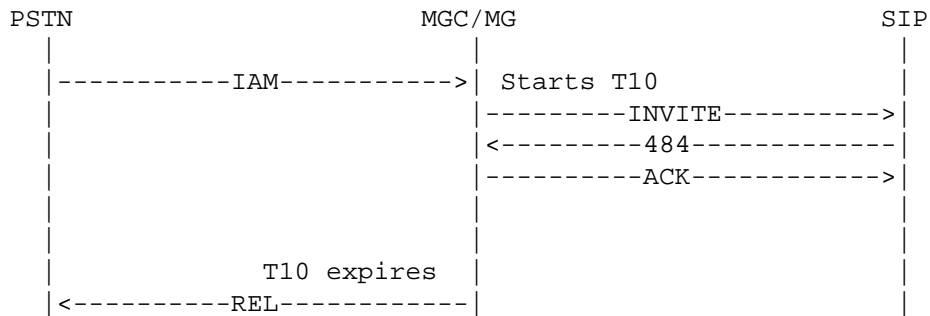 PSTN                       MGC/MG                       SIP
|                          |                          |
|-----------IAM----------->| Starts T10               |
|                          |---------INVITE---------->|
|                          |<---------484-------------|
|                          |----------ACK------------>|
|                          |                          |
|                          |                          |
|             T10 expires  |                          |
|<----------REL------------|                          |